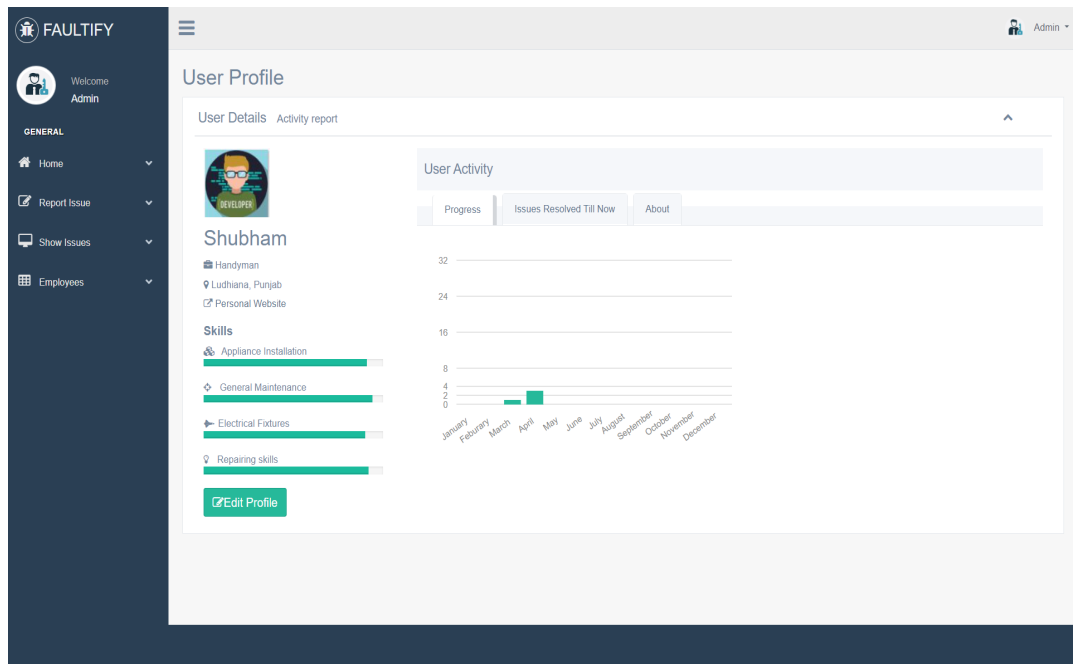 FAULTIFY
Admin
Welcome
Admin
GENERAL
Home
Report Issue
Show Issues
Employees
User Profile
User Details Activity report
DEVELOPER
Shubham
Handyman
Ludhiana, Punjab
Personal Website
Skills
Appliance Installation
General Maintenance
Electrical Fixtures
Repairing skills
Edit Profile
User Activity
Progress Issues Resolved Till Now About
32
24
16
8
4
2
0
January Feburary March April May June July August September October November December